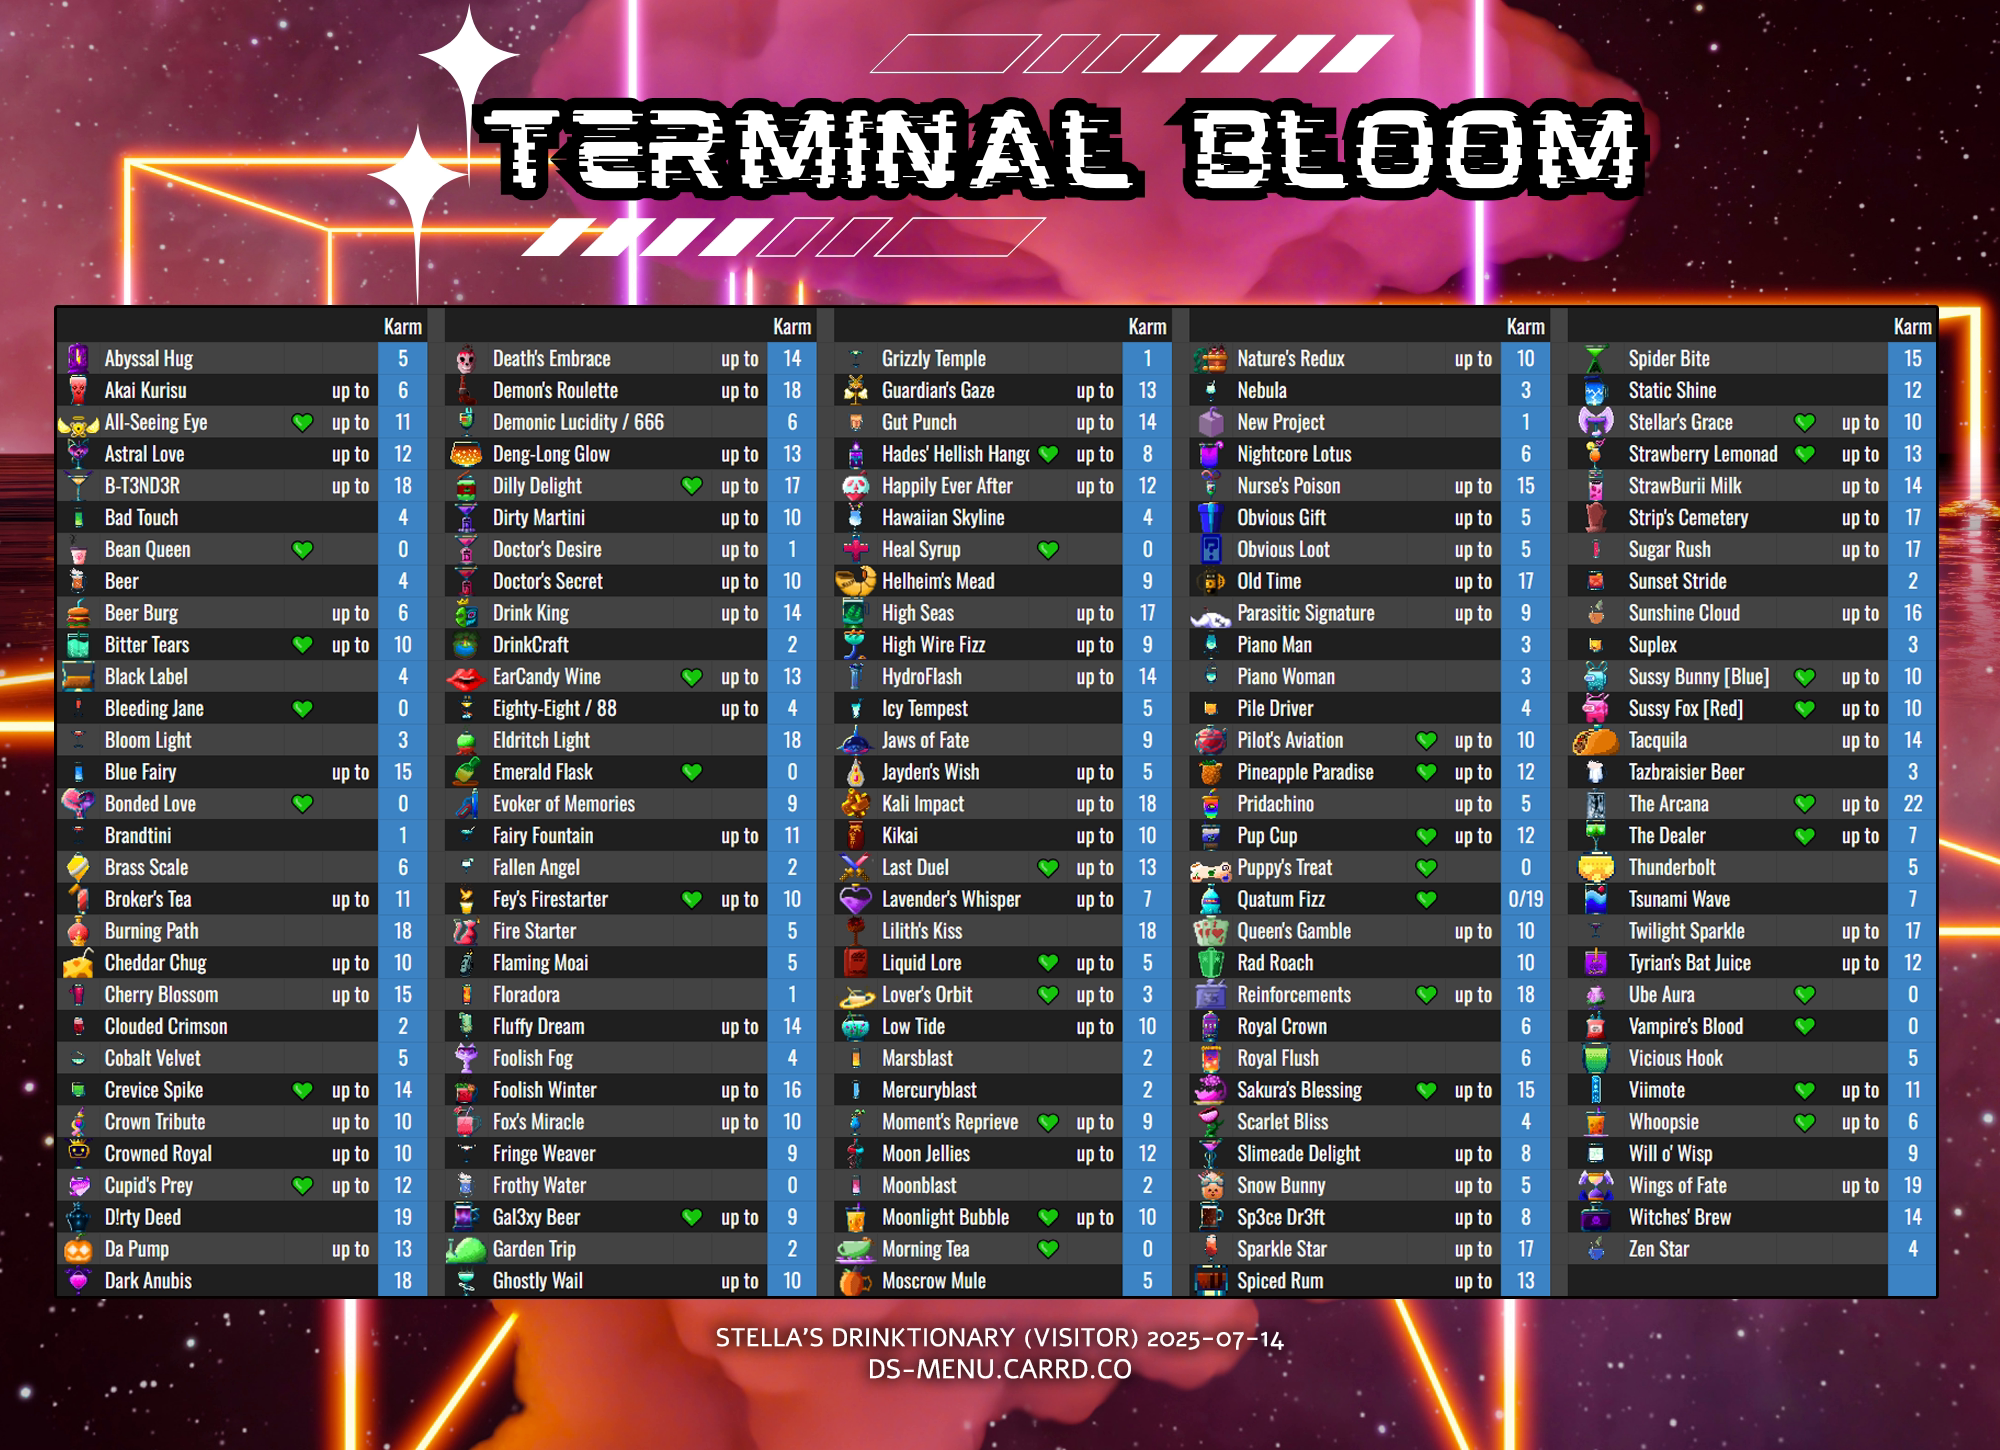 TERMINAL BLOOM
Karm
Abyssal Hug 5
Akai Kurisu up to 6
All-Seeing Eye up to 11
Astral Love up to 12
B-T3ND3R up to 18
Bad Touch 4
Bean Queen 0
Beer 4
Beer Burg up to 6
Bitter Tears up to 10
Black Label 4
Bleeding Jane 0
Bloom Light 3
Blue Fairy up to 15
Bonded Love 0
Brandtini 1
Brass Scale 6
Broker's Tea up to 11
Burning Path 18
Cheddar Chug up to 10
Cherry Blossom up to 15
Clouded Crimson 2
Cobalt Velvet 5
Crevice Spike up to 14
Crown Tribute up to 10
Crowned Royal up to 10
Cupid's Prey up to 12
D!rty Deed 19
Da Pump up to 13
Dark Anubis 18
Karm
Death's Embrace up to 14
Demon's Roulette up to 18
Demonic Lucidity / 666 6
Deng-Long Glow up to 13
Dilly Delight up to 17
Dirty Martini up to 10
Doctor's Desire up to 1
Doctor's Secret up to 10
Drink King up to 14
DrinkCraft 2
EarCandy Wine up to 13
Eighty-Eight / 88 up to 4
Eldritch Light 18
Emerald Flask 0
Evoker of Memories 9
Fairy Fountain up to 11
Fallen Angel 2
Fey's Firestarter up to 10
Fire Starter 5
Flaming Moai 5
Floradora 1
Fluffy Dream up to 14
Foolish Fog 4
Foolish Winter up to 16
Fox's Miracle up to 10
Fringe Weaver 9
Frothy Water 0
Gal3xy Beer up to 9
Garden Trip 2
Ghostly Wail up to 10
Karm
Grizzly Temple 1
Guardian's Gaze up to 13
Gut Punch up to 14
Hades' Hellish Hango up to 8
Happily Ever After up to 12
Hawaiian Skyline 4
Heal Syrup 0
Helheim's Mead 9
High Seas up to 17
High Wire Fizz up to 9
HydroFlash up to 14
Icy Tempest 5
Jaws of Fate 9
Jayden's Wish up to 5
Kali Impact up to 18
Kikai up to 10
Last Duel up to 13
Lavender's Whisper up to 7
Lilith's Kiss 18
Liquid Lore up to 5
Lover's Orbit up to 3
Low Tide up to 10
Marsblast 2
Mercuryblast 2
Moment's Reprieve up to 9
Moon Jellies up to 12
Moonblast 2
Moonlight Bubble up to 10
Morning Tea 0
Moscrow Mule 5
Karm
Nature's Redux up to 10
Nebula 3
New Project 1
Nightcore Lotus 6
Nurse's Poison up to 15
Obvious Gift up to 5
Obvious Loot up to 5
Old Time up to 17
Parasitic Signature up to 9
Piano Man 3
Piano Woman 3
Pile Driver 4
Pilot's Aviation up to 10
Pineapple Paradise up to 12
Pridachino up to 5
Pup Cup up to 12
Puppy's Treat 0
Quatum Fizz 0/19
Queen's Gamble up to 10
Rad Roach 10
Reinforcements up to 18
Royal Crown 6
Royal Flush 6
Sakura's Blessing up to 15
Scarlet Bliss 4
Slimeade Delight up to 8
Snow Bunny up to 5
Sp3ce Dr3ft up to 8
Sparkle Star up to 17
Spiced Rum up to 13
Karm
Spider Bite 15
Static Shine 12
Stellar's Grace up to 10
Strawberry Lemonad up to 13
StrawBurii Milk up to 14
Strip's Cemetery up to 17
Sugar Rush up to 17
Sunset Stride 2
Sunshine Cloud up to 16
Suplex 3
Sussy Bunny [Blue] up to 10
Sussy Fox [Red] up to 10
Tacquila up to 14
Tazbraisier Beer 3
The Arcana up to 22
The Dealer up to 7
Thunderbolt 5
Tsunami Wave 7
Twilight Sparkle up to 17
Tyrian's Bat Juice up to 12
Ube Aura 0
Vampire's Blood 0
Vicious Hook 5
Viimote up to 11
Whoopsie up to 6
Will o' Wisp 9
Wings of Fate up to 19
Witches' Brew 14
Zen Star 4
STELLA'S DRINKTIONARY (VISITOR) 2025-07-14
DS-MENU.CARRD.CO